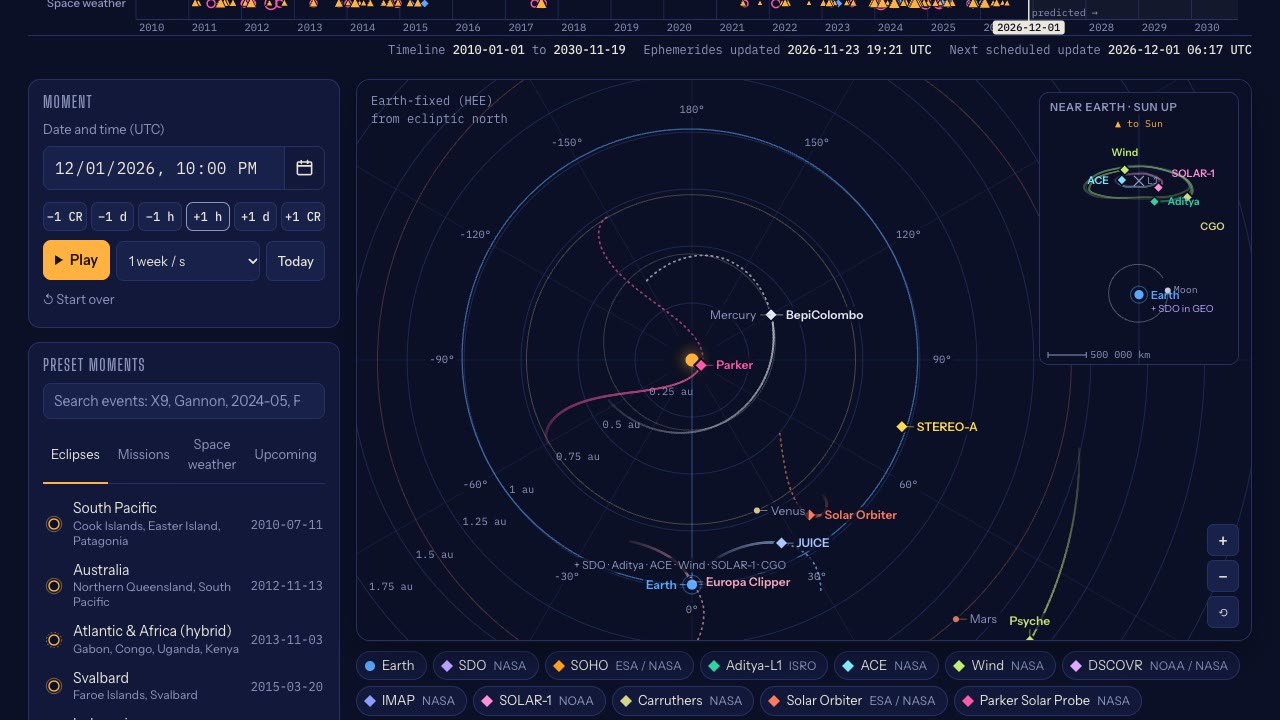 Space weather
predicted →
2010 2011 2012 2013 2014 2015 2016 2017 2018 2019 2020 2021 2022 2023 2024 2025 2026-12-01 2028 2029 2030
Timeline 2010-01-01 to 2030-11-19 Ephemerides updated 2026-11-23 19:21 UTC Next scheduled update 2026-12-01 06:17 UTC
MOMENT
Date and time (UTC)
12/01/2026, 10:00 PM
−1 CR −1 d −1 h +1 h +1 d +1 CR
Play 1 week / s Today
Start over
PRESET MOMENTS
Search events: X9, Gannon, 2024-05, F
Eclipses Missions Space weather Upcoming
South Pacific
Cook Islands, Easter Island, Patagonia
2010-07-11
Australia
Northern Queensland, South Pacific
2012-11-13
Atlantic & Africa (hybrid)
Gabon, Congo, Uganda, Kenya
2013-11-03
Svalbard
Faroe Islands, Svalbard
2015-03-20
Earth-fixed (HEE)
from ecliptic north
180°
-150° 150°
-120° 120°
Mercury BepiColombo
-90° 90°
Parker
0.25 au
0.5 au
STEREO-A
0.75 au
-60° 1 au 60°
Venus Solar Orbiter
1.25 au
JUICE
1.5 au
+ SDO · Aditya · ACE · Wind · SOLAR-1 · CGO
-30° 30°
1.75 au
Earth Europa Clipper
0°
Mars Psyche
NEAR EARTH · SUN UP
▲ to Sun
Wind
SOLAR-1
ACE L1
Aditya
CGO
Moon
Earth
+ SDO in GEO
500 000 km
+
−
Earth SDO NASA SOHO ESA / NASA Aditya-L1 ISRO ACE NASA Wind NASA DSCOVR NOAA / NASA
IMAP NASA SOLAR-1 NOAA Carruthers NASA Solar Orbiter ESA / NASA Parker Solar Probe NASA